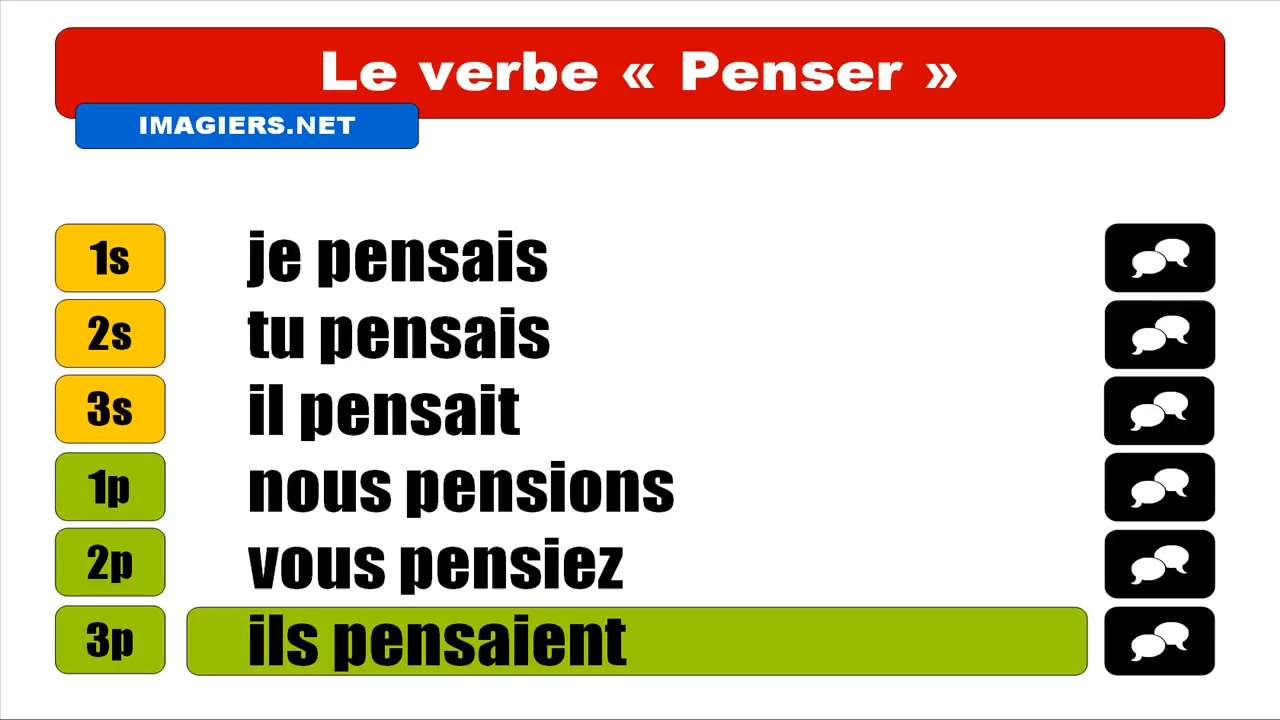 Le verbe « Penser »
IMAGIERS.NET
1s je pensais
2s tu pensais
3s il pensait
1p nous pensions
2p vous pensiez
3p ils pensaient